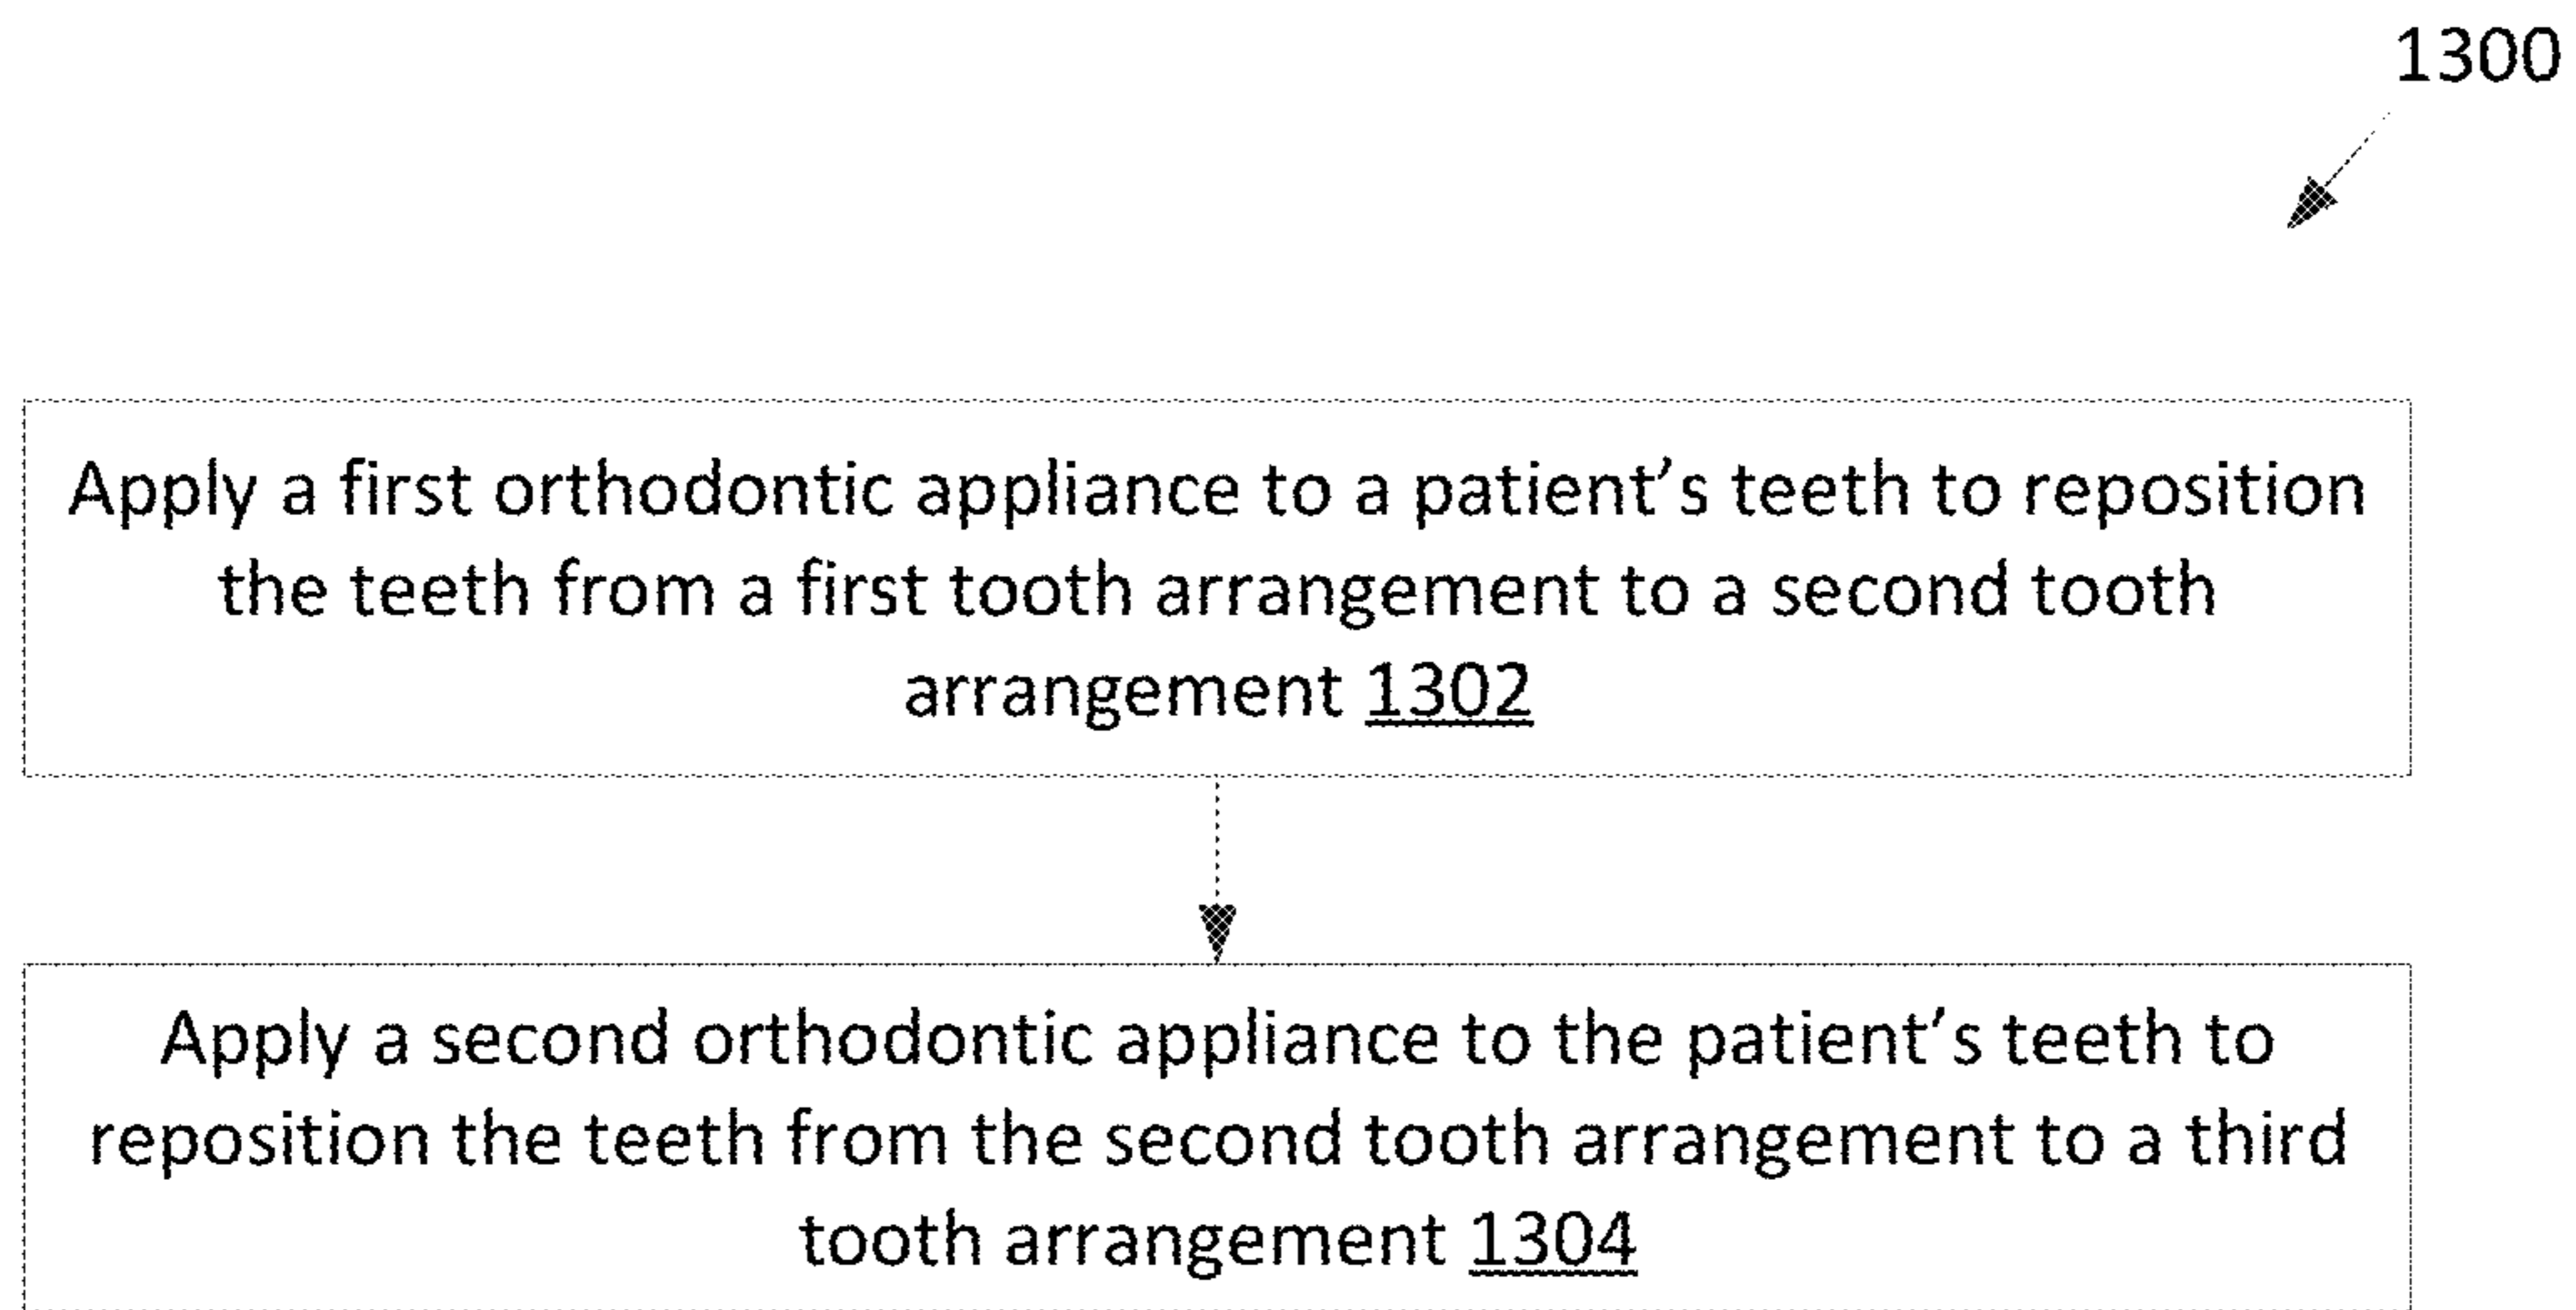 1300
Apply a first orthodontic appliance to a patient’s teeth to reposition
the teeth from a first tooth arrangement to a second tooth
arrangement 1302
Apply a second orthodontic appliance to the patient’s teeth to
reposition the teeth from the second tooth arrangement to a third
tooth arrangement 1304